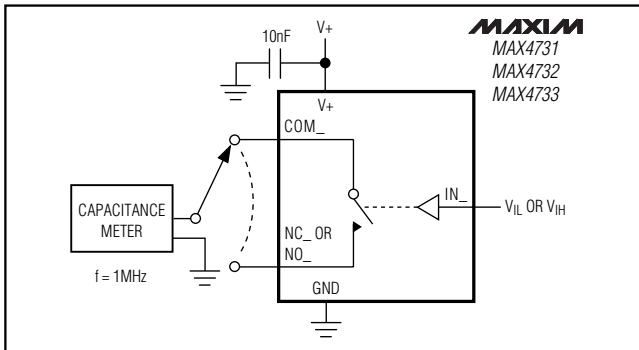 10nF
V+
MAXIM
MAX4731
MAX4732
MAX4733
V+
COM_
IN_
VIL OR VIH
CAPACITANCE
METER
NC_ OR
NO_
f = 1MHz
GND